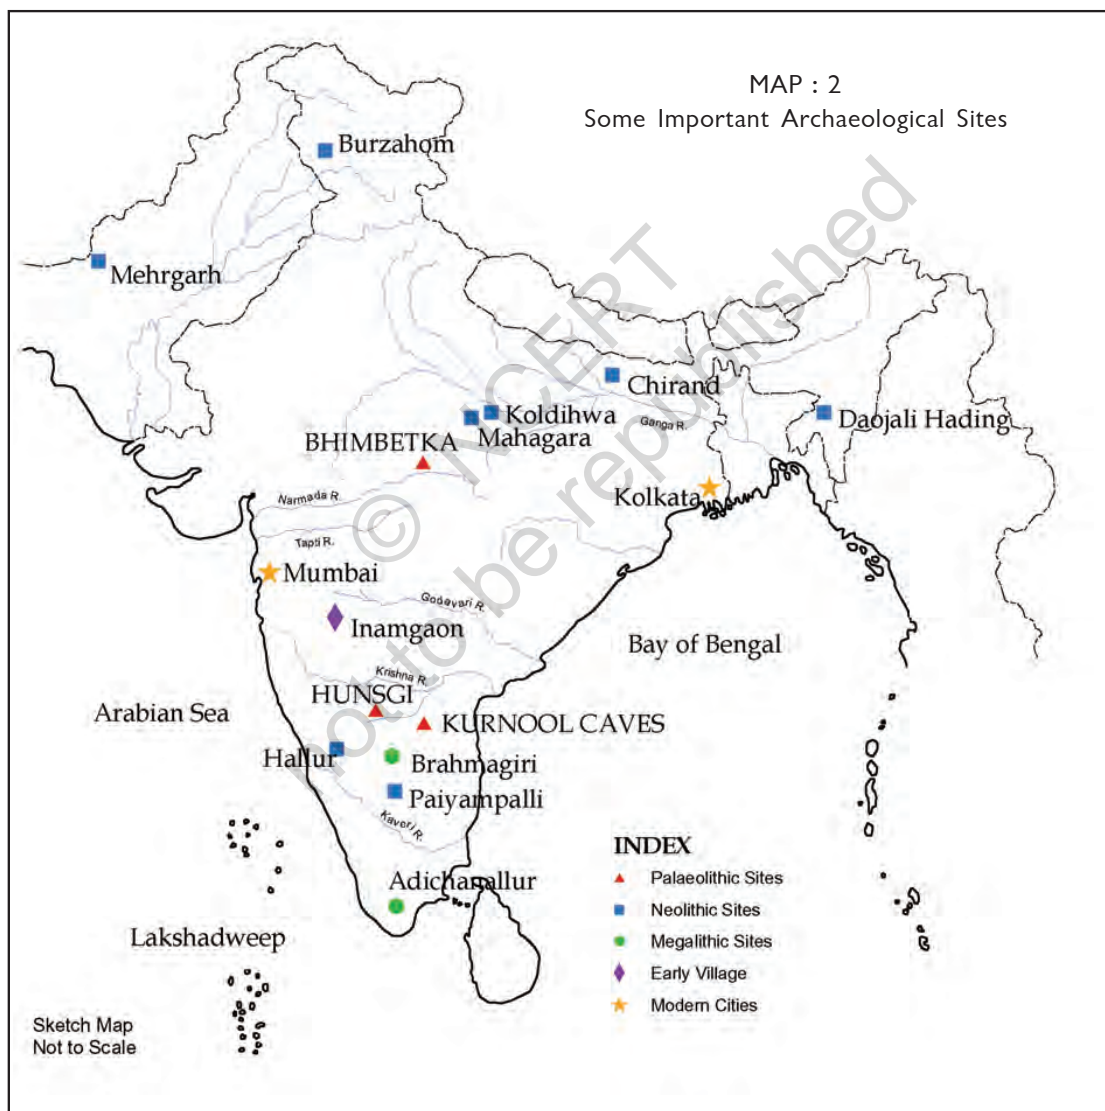 MAP : 2
Some Important Archaeological Sites
Burzahom
Mehrgarh
Chirand
Koldihwa
Mahagara
Daojali Hading
Ganga R.
BHIMBETKA
Kolkata
Narmada R.
Tapti R.
Mumbai
Godavari R.
Inamgaon
Bay of Bengal
Krishna R.
HUNSGI
Arabian Sea
KURNOOL CAVES
Hallur
Brahmagiri
Paiyampalli
Kaveri R.
Adichanallur
Lakshadweep
INDEX
Palaeolithic Sites
Neolithic Sites
Megalithic Sites
Early Village
Modern Cities
Sketch Map
Not to Scale
© NCERT
not to be republished